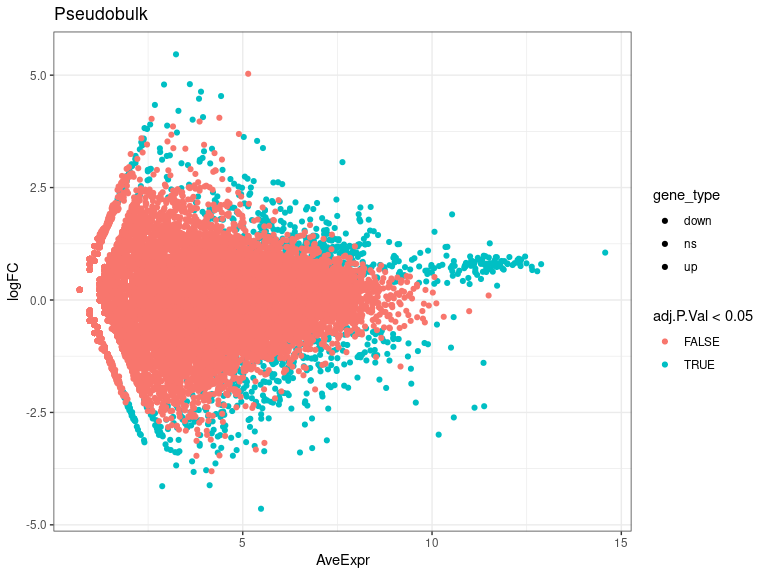 Pseudobulk
logFC
5.0
2.5
0.0
-2.5
-5.0
5
10
15
AveExpr
gene_type
down
ns
up
adj.P.Val < 0.05
FALSE
TRUE